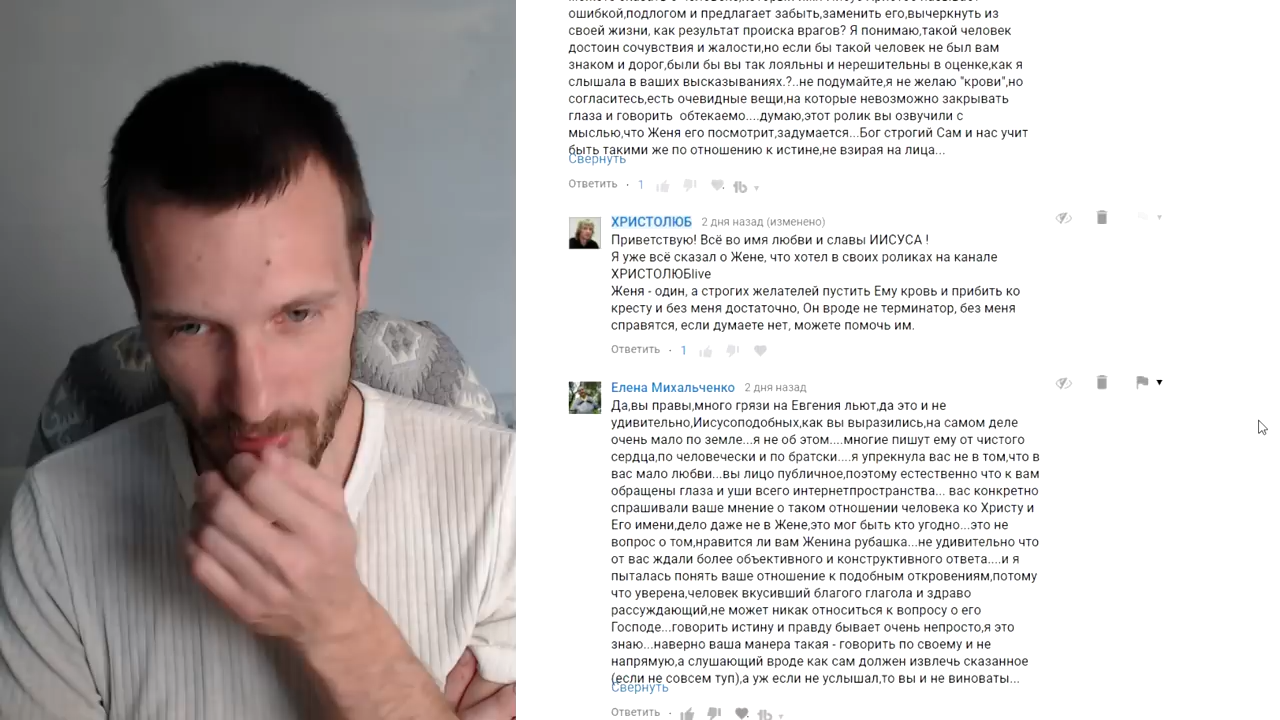 ошибкой,подлогом и предлагает забыть,заменить его,вычеркнуть из
своей жизни, как результат происка врагов? Я понимаю,такой человек
достоин сочувствия и жалости,но если бы такой человек не был вам
знаком и дорог,были бы вы так лояльны и нерешительны в оценке,как я
слышала в ваших высказываниях.?..не подумайте,я не желаю "крови",но
согласитесь,есть очевидные вещи,на которые невозможно закрывать
глаза и говорить  обтекаемо....думаю,этот ролик вы озвучили с
мыслью,что Женя его посмотрит,задумается...Бог строгий Сам и нас учит
быть такими же по отношению к истине,не взирая на лица...
Свернуть
Ответить · 1
ХРИСТОЛЮБ 2 дня назад (изменено)
Приветствую! Всё во имя любви и славы ИИСУСА !
Я уже всё сказал о Жене, что хотел в своих роликах на канале
ХРИСТОЛЮБlive
Женя - один, а строгих желателей пустить Ему кровь и прибить ко
кресту и без меня достаточно, Он вроде не терминатор, без меня
справятся, если думаете нет, можете помочь им.
Ответить · 1
Елена Михальченко 2 дня назад
Да,вы правы,много грязи на Евгения льют,да это и не
удивительно,Иисусоподобных,как вы выразились,на самом деле
очень мало по земле...я не об этом....многие пишут ему от чистого
сердца,по человечески и по братски....я упрекнула вас не в том,что в
вас мало любви...вы лицо публичное,поэтому естественно что к вам
обращены глаза и уши всего интернетпространства... вас конкретно
спрашивали ваше мнение о таком отношении человека ко Христу и
Его имени,дело даже не в Жене,это мог быть кто угодно...это не
вопрос о том,нравится ли вам Женина рубашка...не удивительно что
от вас ждали более объективного и конструктивного ответа....и я
пыталась понять ваше отношение к подобным откровениям,потому
что уверена,человек вкусивший благого глагола и здраво
рассуждающий,не может никак относиться к вопросу о его
Господе...говорить истину и правду бывает очень непросто,я это
знаю...наверно ваша манера такая - говорить по своему и не
напрямую,а слушающий вроде как сам должен извлечь сказанное
(если не совсем туп),а уж если не услышал,то вы и не виноваты...
Свернуть
Ответить ·